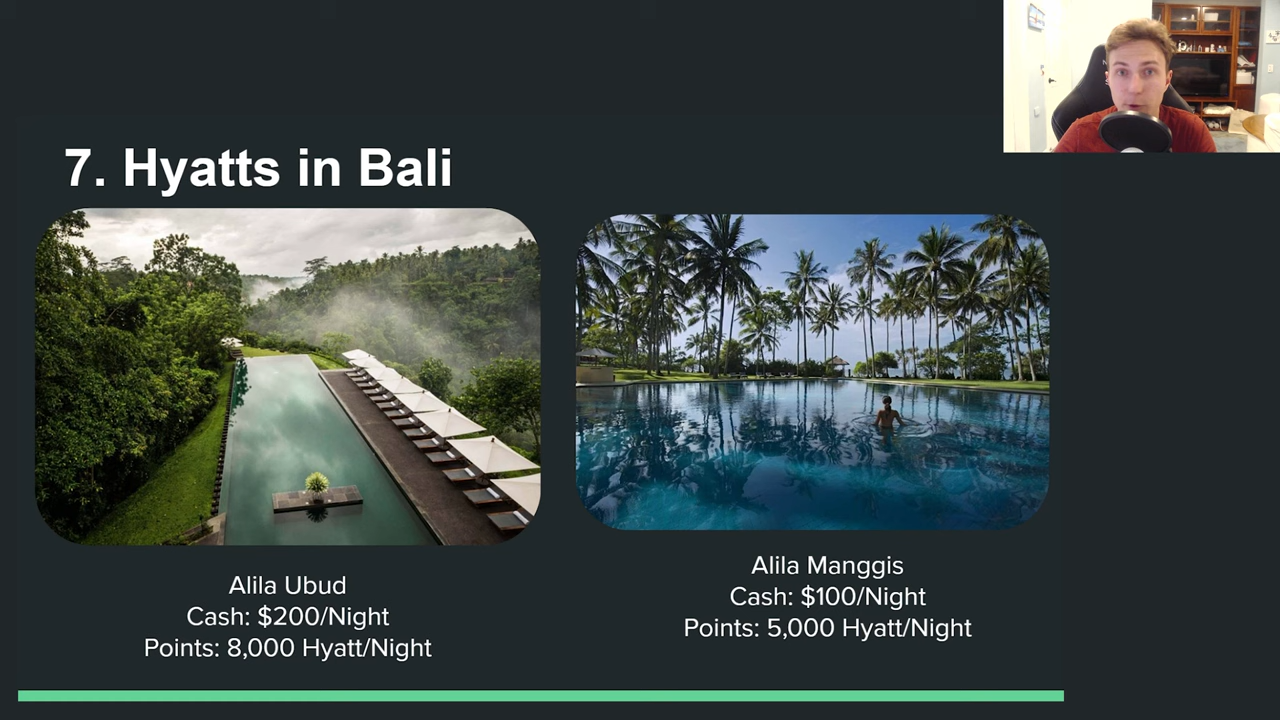 7. Hyatts in Bali
Alila Ubud
Cash: $200/Night
Points: 8,000 Hyatt/Night
Alila Manggis
Cash: $100/Night
Points: 5,000 Hyatt/Night